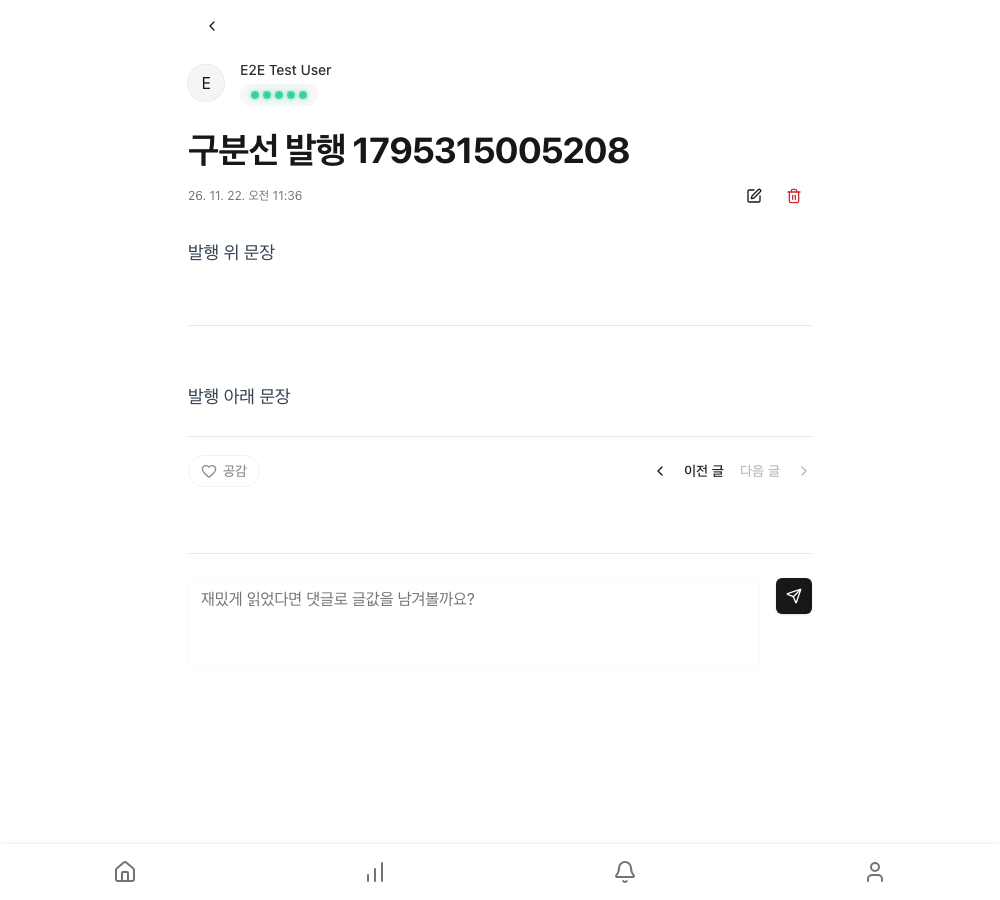 E
E2E Test User
구분선 발행 1795315005208
26. 11. 22. 오전 11:36
발행 위 문장
발행 아래 문장
공감
이전 글 다음 글
재밌게 읽었다면 댓글로 글값을 남겨볼까요?